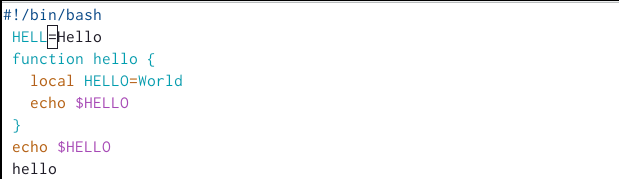 #!/bin/bash
HELL=Hello
function hello {
local HELLO=World
echo $HELLO
}
echo $HELLO
hello